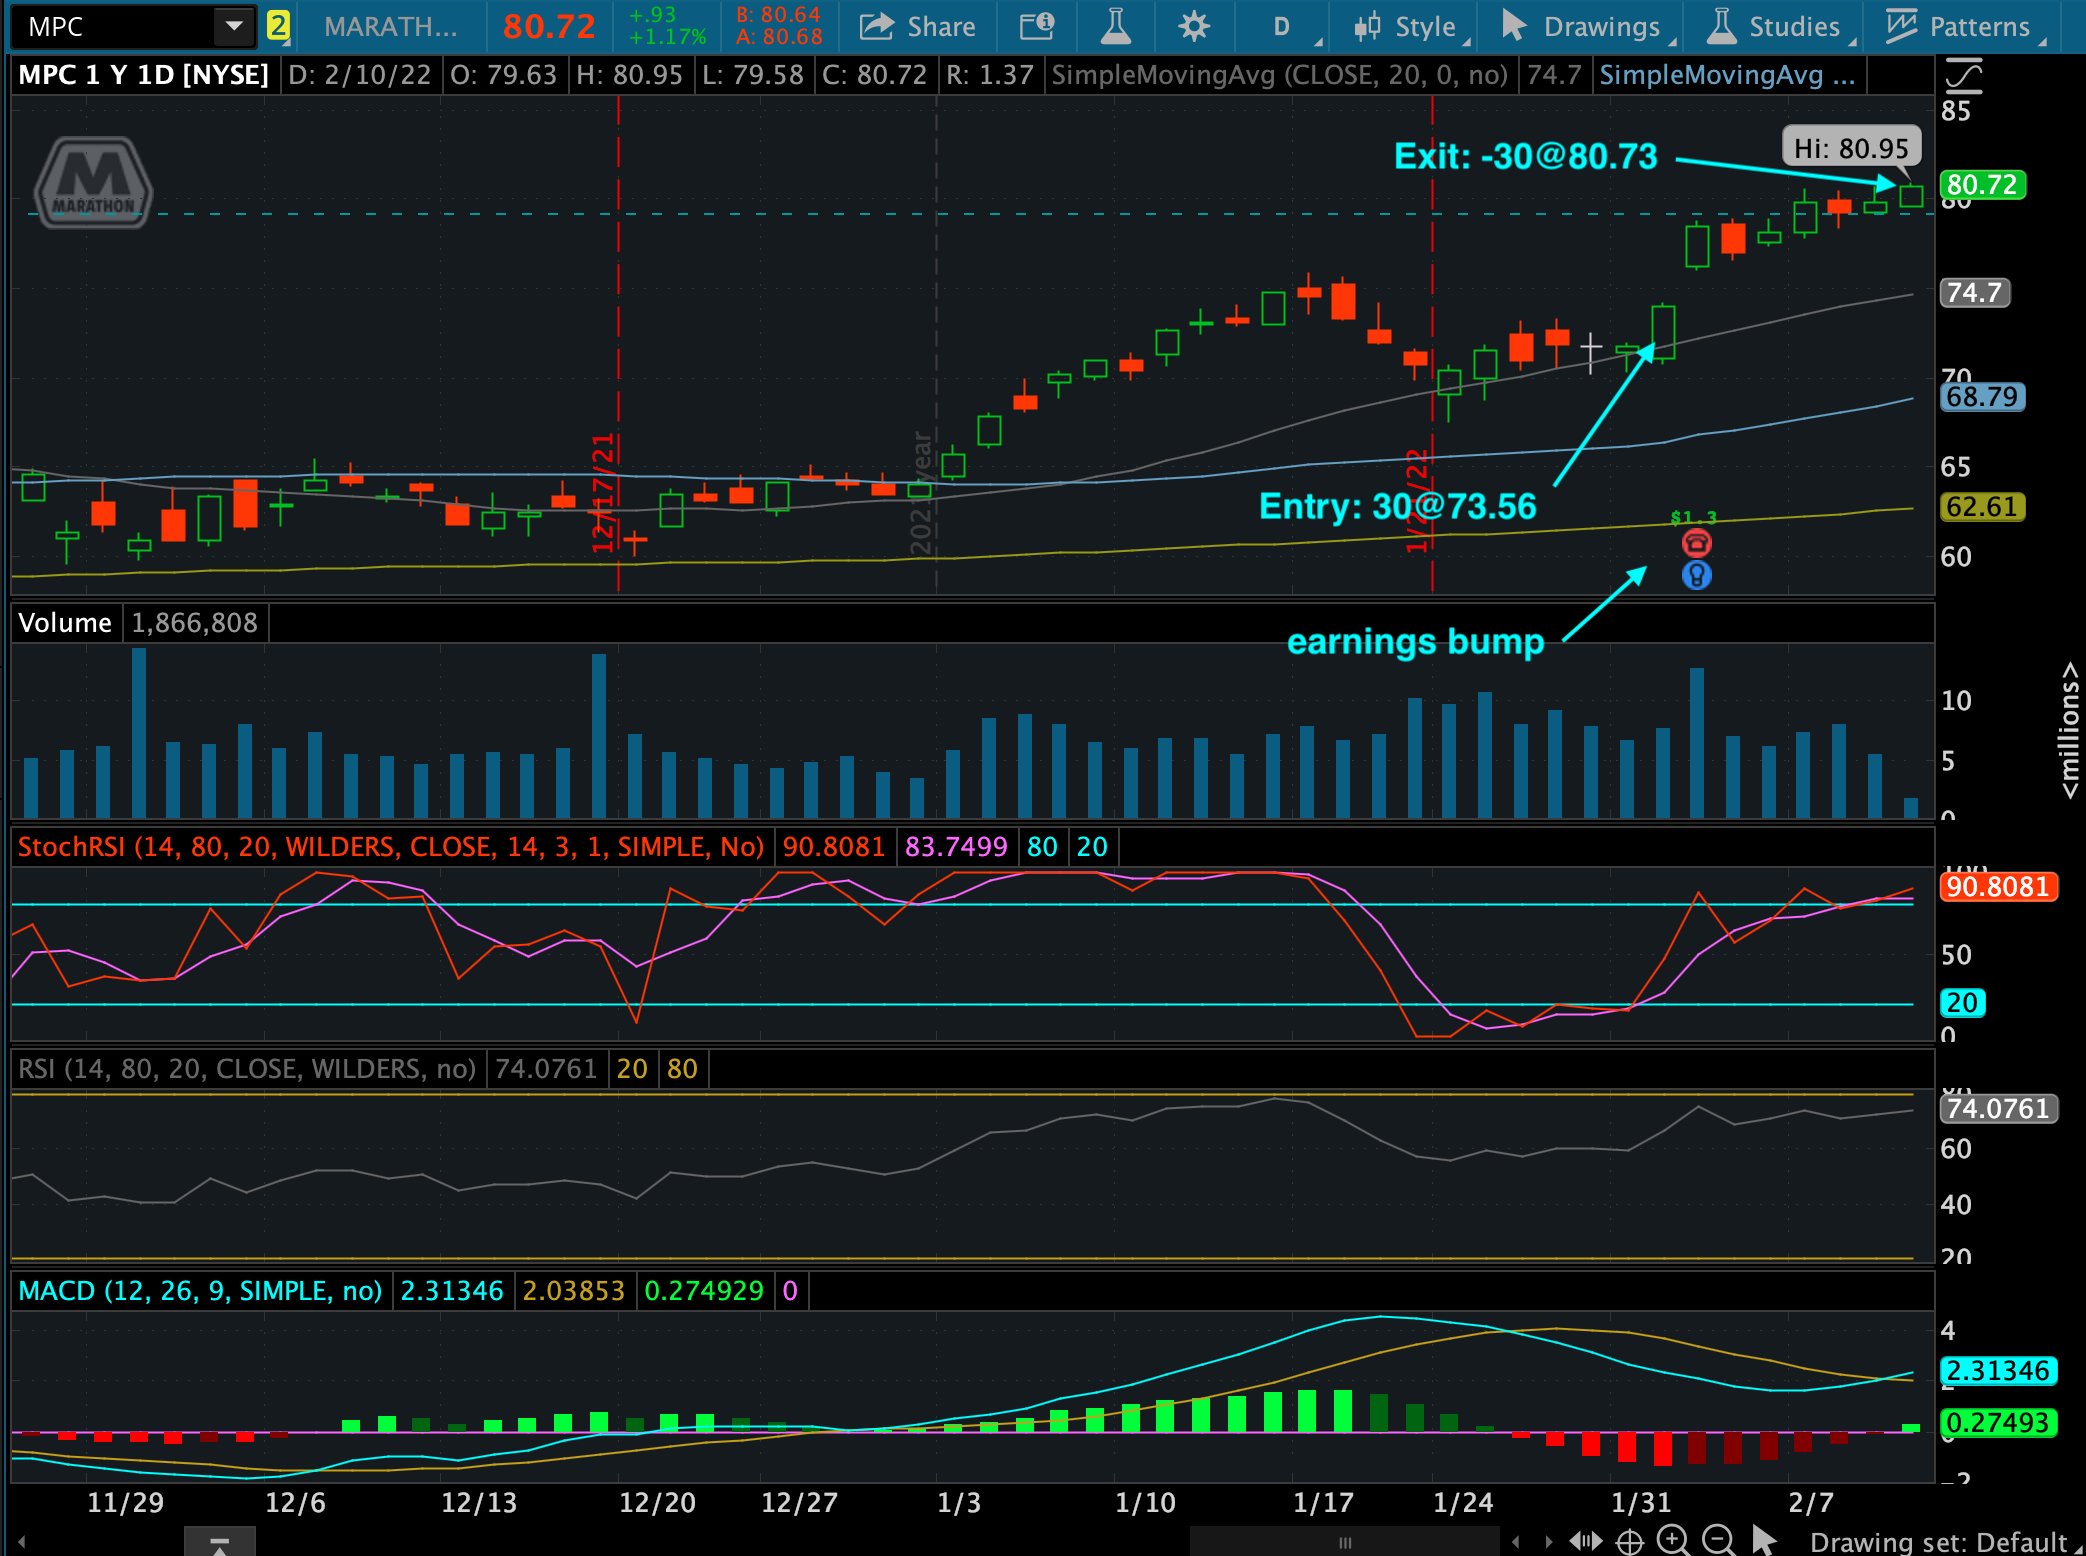 MPC 2 MARATH... 80.72 +.93 +1.17% B: 80.64 A: 80.68 Share D Style Drawings Studies Patterns
MPC 1 Y 1D [NYSE] D: 2/10/22 O: 79.63 H: 80.95 L: 79.58 C: 80.72 R: 1.37 SimpleMovingAvg (CLOSE, 20, 0, no) 74.7 SimpleMovingAvg ...
85
Exit: -30@80.73
Hi: 80.95
80.72
80
M
MARATHON
74.7
70
68.79
65
12/17/21
Entry: 30@73.56
62.61
$1.3
60
earnings bump
Volume 1,866,808
10
5
0
<millions>
StochRSI (14, 80, 20, WILDERS, CLOSE, 14, 3, 1, SIMPLE, No) 90.8081 83.7499 80 20
100
90.8081
50
20
0
RSI (14, 80, 20, CLOSE, WILDERS, no) 74.0761 20 80
80
74.0761
60
40
20
MACD (12, 26, 9, SIMPLE, no) 2.31346 2.03853 0.274929 0
4
2.31346
2
0.27493
0
-2
11/29 12/6 12/13 12/20 12/27 1/3 1/10 1/17 1/24 1/31 2/7
Drawing set: Default